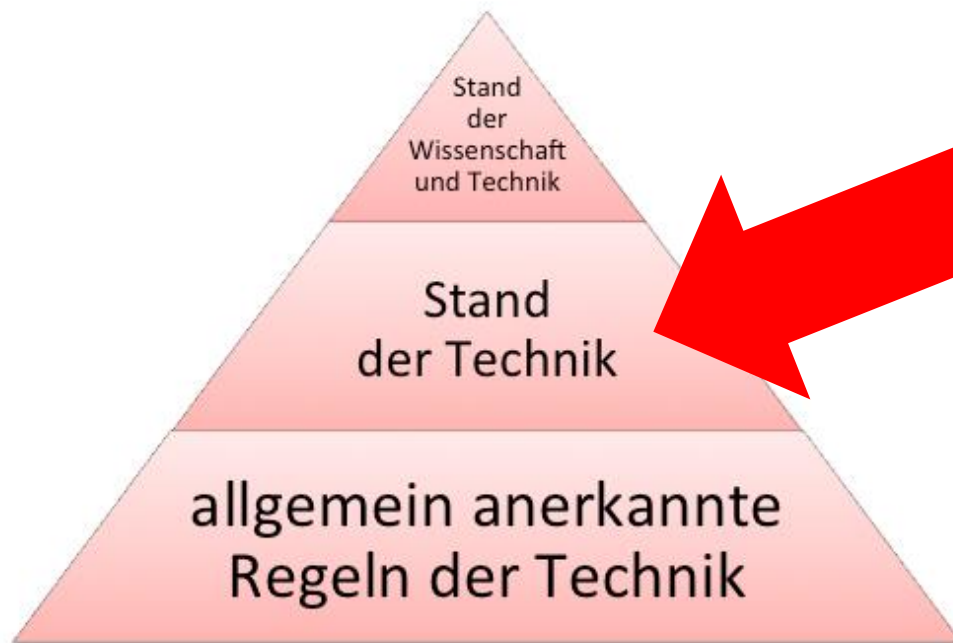 Stand
der
Wissenschaft
und Technik
Stand
der Technik
allgemein anerkannte
Regeln der Technik